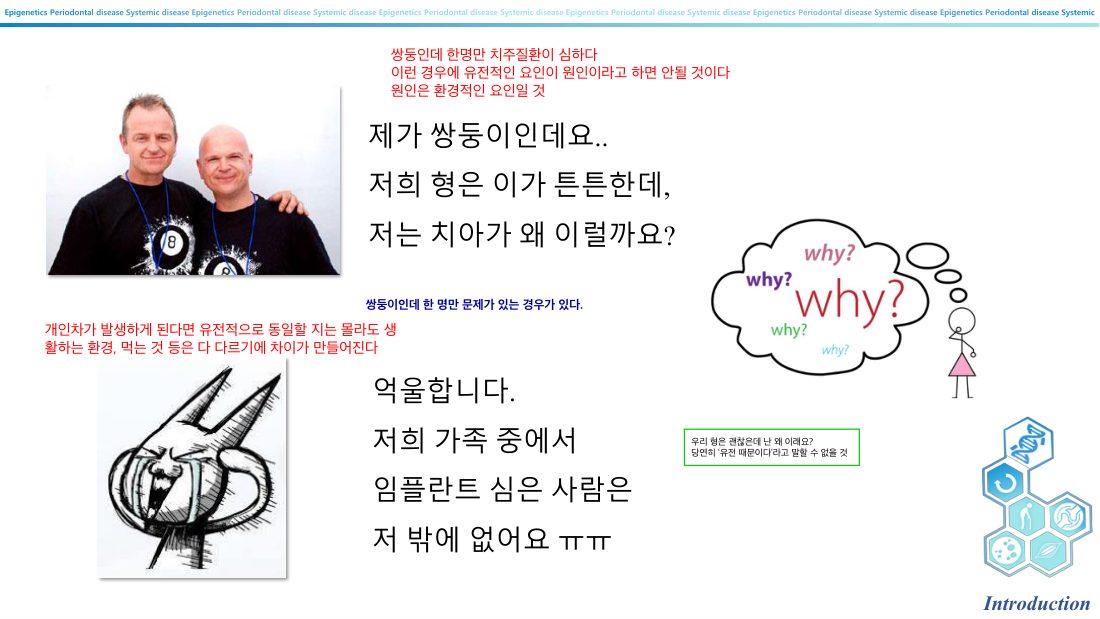 Epigenetics Periodontal disease Systemic disease Epigenetics Periodontal disease Systemic disease Epigenetics Periodontal disease Systemic disease Epigenetics Periodontal disease Systemic disease Epigenetics Periodontal disease Systemic disease Epigenetics Periodontal disease Systemic
쌍둥인데 한명만 치주질환이 심하다
이런 경우에 유전적인 요인이 원인이라고 하면 안될 것이다
원인은 환경적인 요인일 것
제가 쌍둥이인데요..
저희 형은 이가 튼튼한데,
저는 치아가 왜 이럴까요?
8
8
why?
why?
why?
why?
why?
쌍둥이인데 한 명만 문제가 있는 경우가 있다.
개인차가 발생하게 된다면 유전적으로 동일할 지는 몰라도 생
활하는 환경, 먹는 것 등은 다 다르기에 차이가 만들어진다
억울합니다.
저희 가족 중에서
임플란트 심은 사람은
저 밖에 없어요 ㅠㅠ
우리 형은 괜찮은데 난 왜 이래요?
당연히 '유전 때문이다'라고 말할 수 없을 것
Introduction